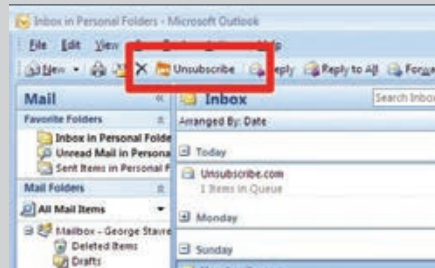 Inbox in Personal Folders - Microsoft Outlook
File Edit View
New Unsubscribe Reply Reply to All
Mail
Inbox
Search Inbox
Favorite Folders
Arranged By: Date
Inbox in Personal Folde
Today
Unread Mail in Persona
Sent Items in Personal F
Unsubscribe.com
Mail Folders
1 Items in Queue
All Mail Items
Monday
Mailbox - George
Deleted Items
Sunday
Drafts